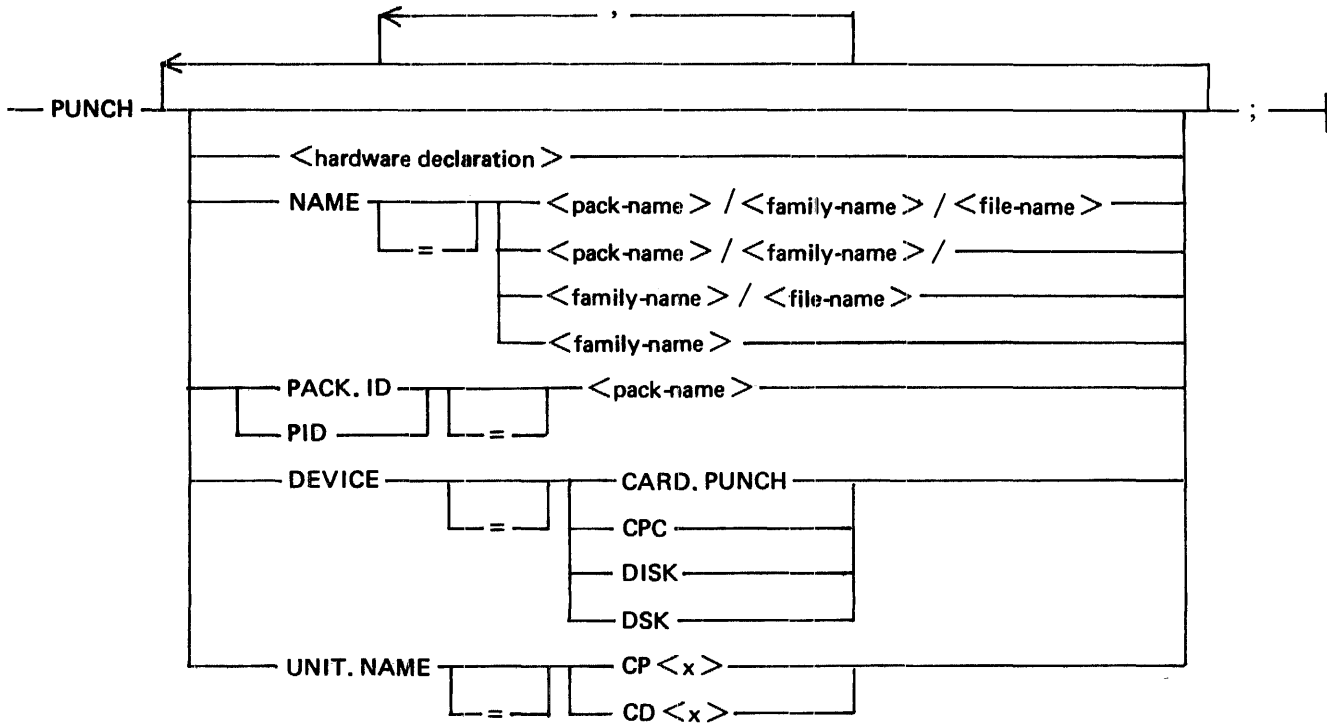 ,
PUNCH ;
<hardware declaration>
NAME = <pack-name> / <family-name> / <file-name>
<pack-name> / <family-name> /
<family-name> / <file-name>
<family-name>
PACK. ID = <pack-name>
PID
DEVICE = CARD. PUNCH
CPC
DISK
DSK
UNIT. NAME = CP <x>
CD <x>